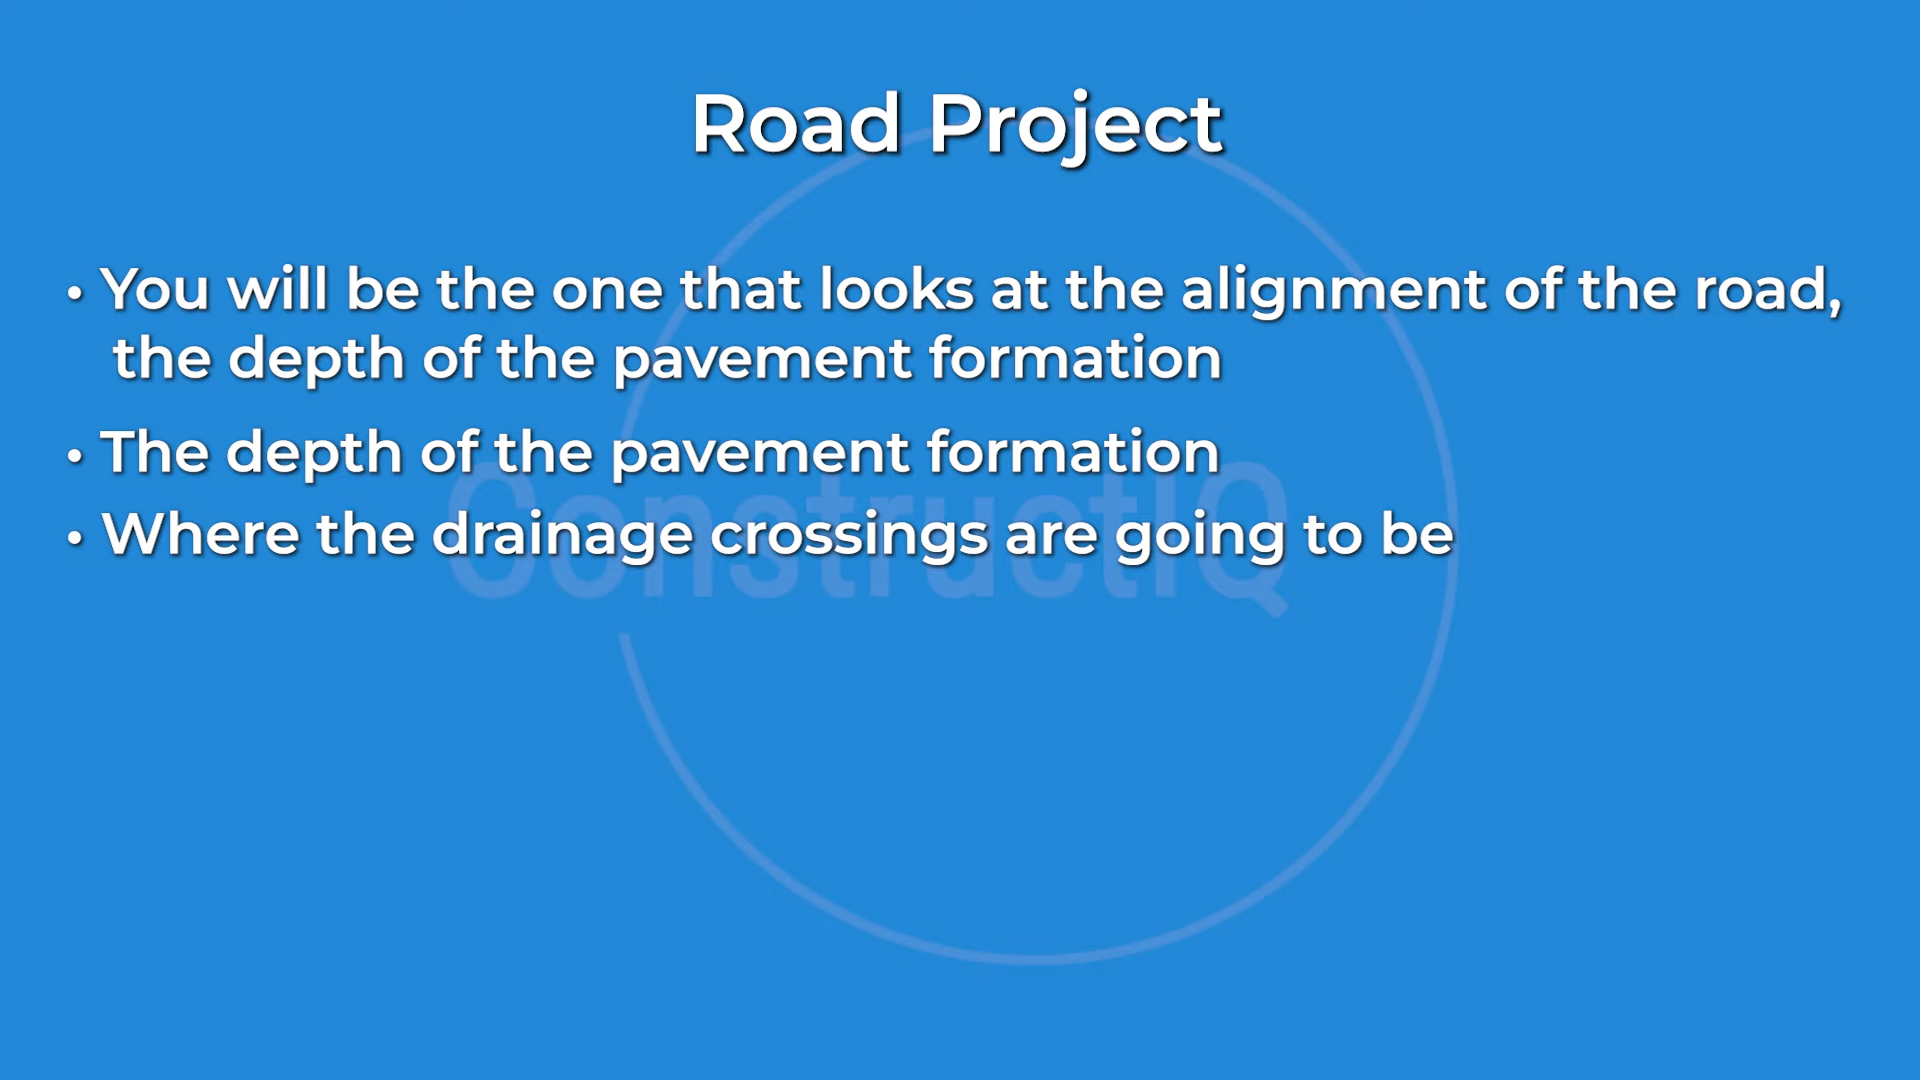 Road Project
• You will be the one that looks at the alignment of the road,
the depth of the pavement formation
• The depth of the pavement formation
• Where the drainage crossings are going to be
ConstructIQ